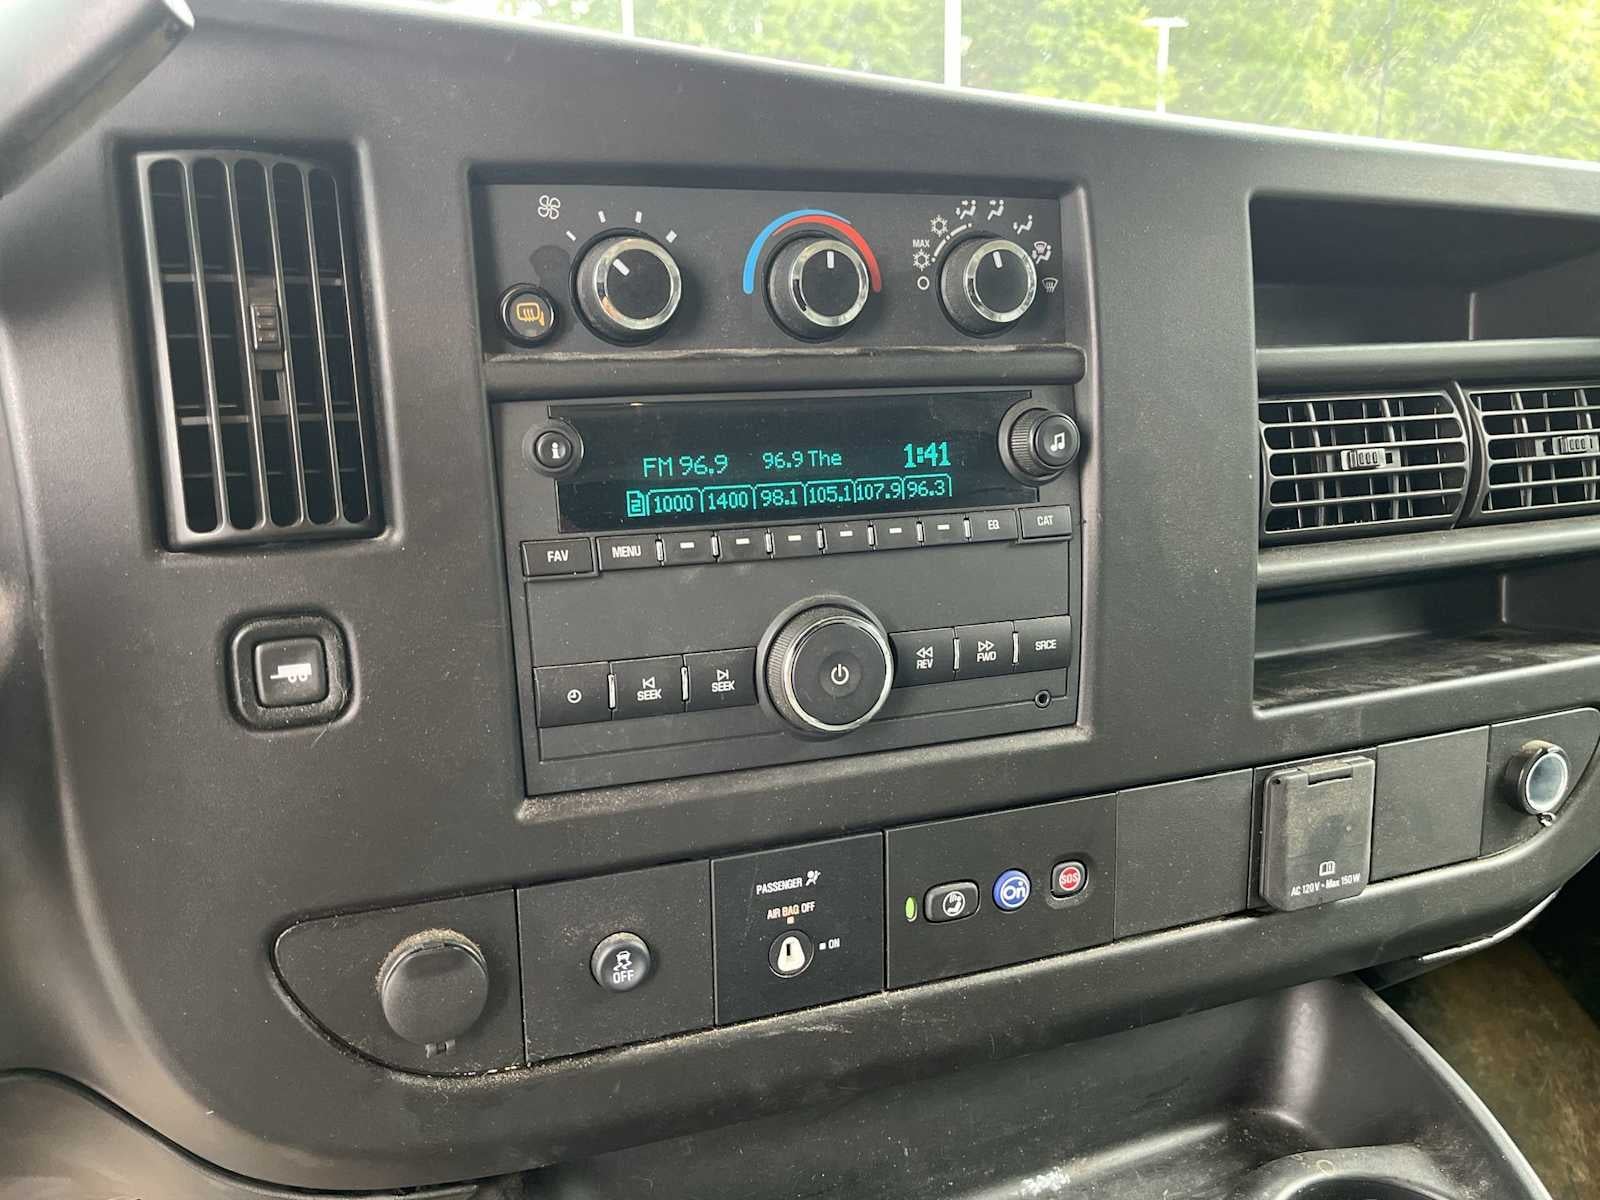 MAX
FM 96.9 96.9 The 1:41
2 1000 1400 98.1 105.1 107.9 96.3
FAV MENU EQ CAT
SEEK SEEK REV FWD SRCE
PASSENGER
AIR BAG OFF
ON
OFF
On
SOS
AC 120 V - Max 150 W